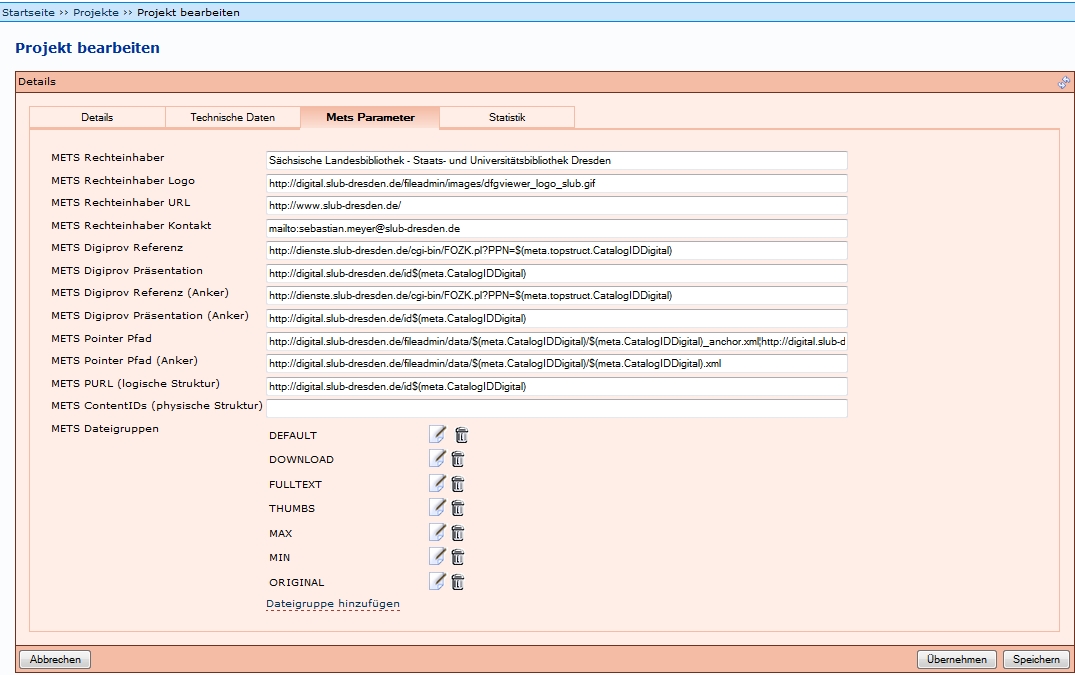 Startseite >> Projekte >> Projekt bearbeiten
Projekt bearbeiten
Details
Details Technische Daten Mets Parameter Statistik
METS Rechteinhaber Sächsische Landesbibliothek - Staats- und Universitätsbibliothek Dresden
METS Rechteinhaber Logo http://digital.slub-dresden.de/fileadmin/images/dfgviewer_logo_slub.gif
METS Rechteinhaber URL http://www.slub-dresden.de/
METS Rechteinhaber Kontakt mailto:sebastian.meyer@slub-dresden.de
METS Digiprov Referenz http://dienste.slub-dresden.de/cgi-bin/FOZK.pl?PPN=$(meta.topstruct.CatalogIDDigital)
METS Digiprov Präsentation http://digital.slub-dresden.de/id$(meta.CatalogIDDigital)
METS Digiprov Referenz (Anker) http://dienste.slub-dresden.de/cgi-bin/FOZK.pl?PPN=$(meta.topstruct.CatalogIDDigital)
METS Digiprov Präsentation (Anker) http://digital.slub-dresden.de/id$(meta.CatalogIDDigital)
METS Pointer Pfad http://digital.slub-dresden.de/fileadmin/data/$(meta.CatalogIDDigital)/$(meta.CatalogIDDigital)_anchor.xml¦http://digital.slub-d
METS Pointer Pfad (Anker) http://digital.slub-dresden.de/fileadmin/data/$(meta.CatalogIDDigital)/$(meta.CatalogIDDigital).xml
METS PURL (logische Struktur) http://digital.slub-dresden.de/id$(meta.CatalogIDDigital)
METS ContentIDs (physische Struktur)
METS Dateigruppen
DEFAULT
DOWNLOAD
FULLTEXT
THUMBS
MAX
MIN
ORIGINAL
Dateigruppe hinzufügen
Abbrechen Übernehmen Speichern